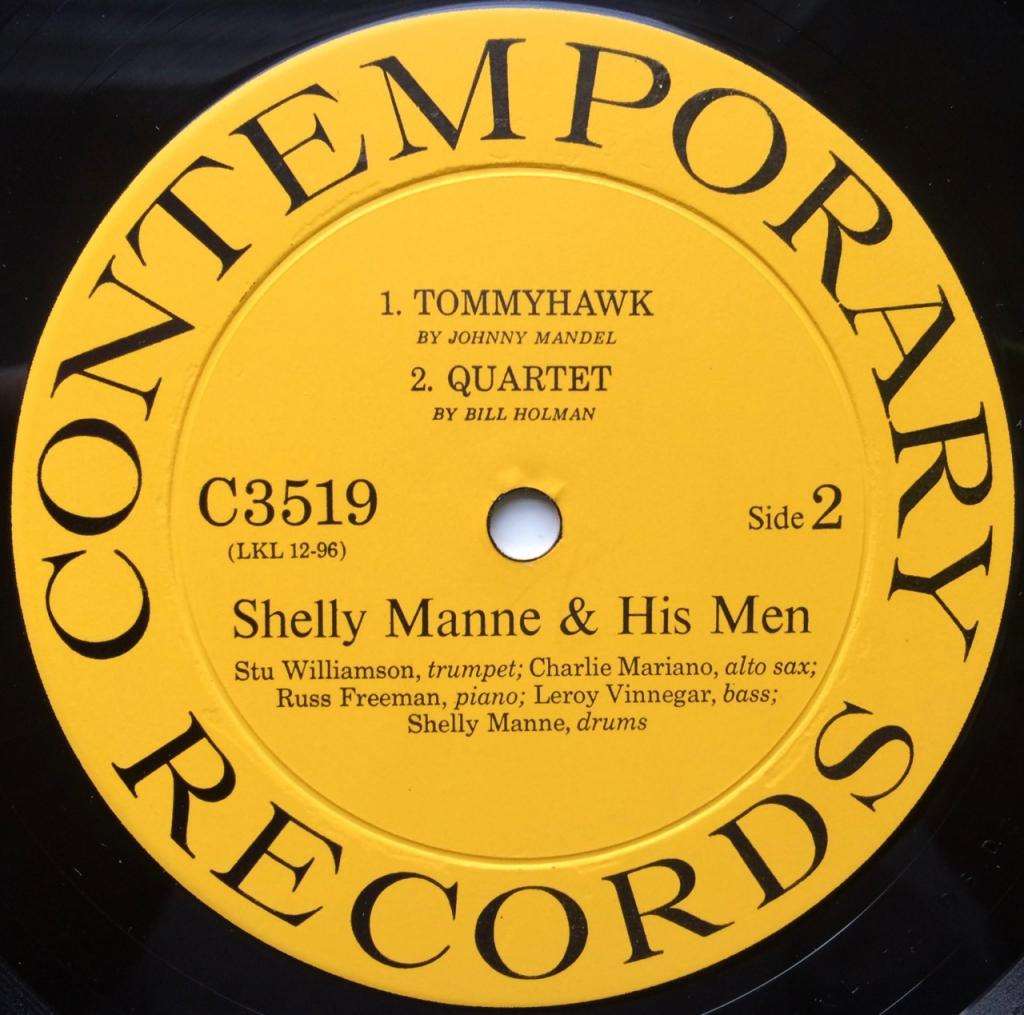 CONTEMPORARY
1. TOMMYHAWK
BY JOHNNY MANDEL
2. QUARTET
BY BILL HOLMAN
C3519
(LKL 12-96)
Side 2
Shelly Manne & His Men
Stu Williamson, trumpet; Charlie Mariano, alto sax;
Russ Freeman, piano; Leroy Vinnegar, bass;
Shelly Manne, drums
RECORDS